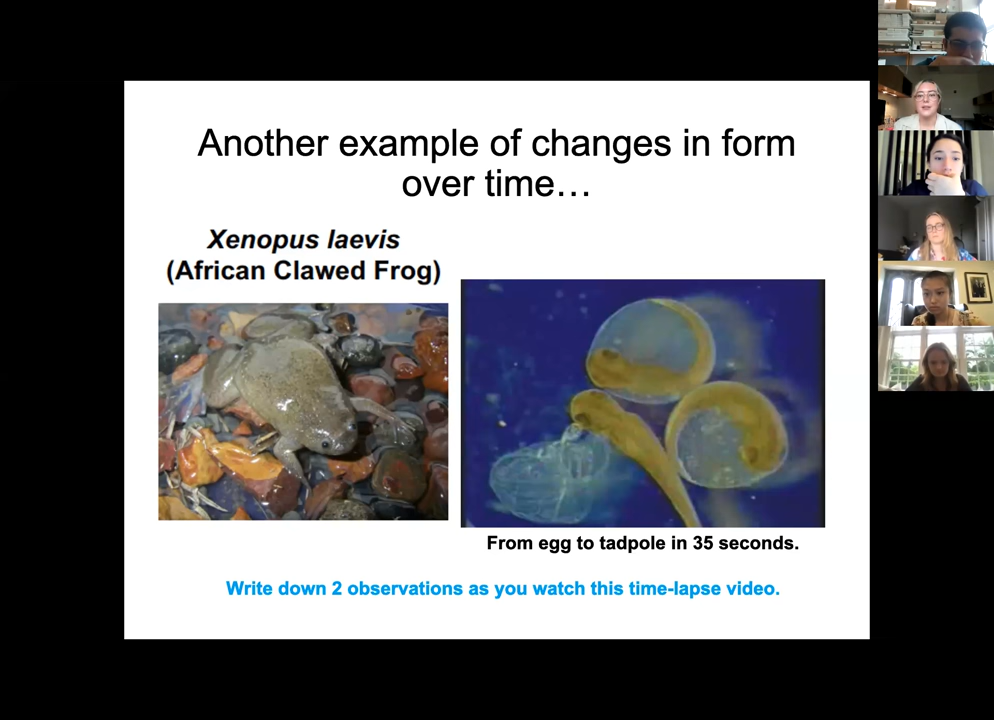 Another example of changes in form
over time…
Xenopus laevis
(African Clawed Frog)
From egg to tadpole in 35 seconds.
Write down 2 observations as you watch this time-lapse video.